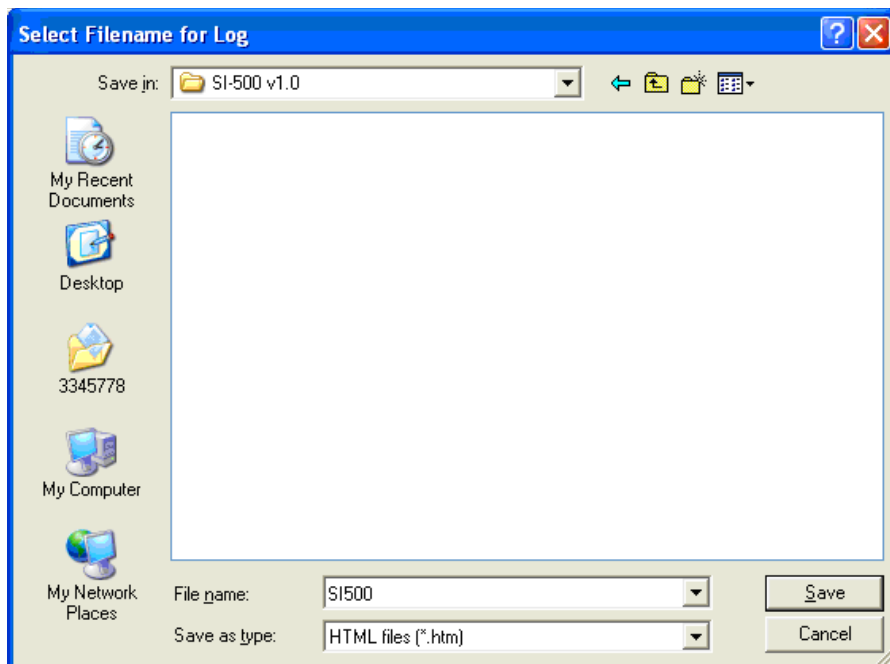 Select Filename for Log
Save in:
SI-500 v1.0
My Recent
Documents
Desktop
3345778
My Computer
My Network
Places
File name:
SI500
Save
Save as type:
HTML files (*.htm)
Cancel